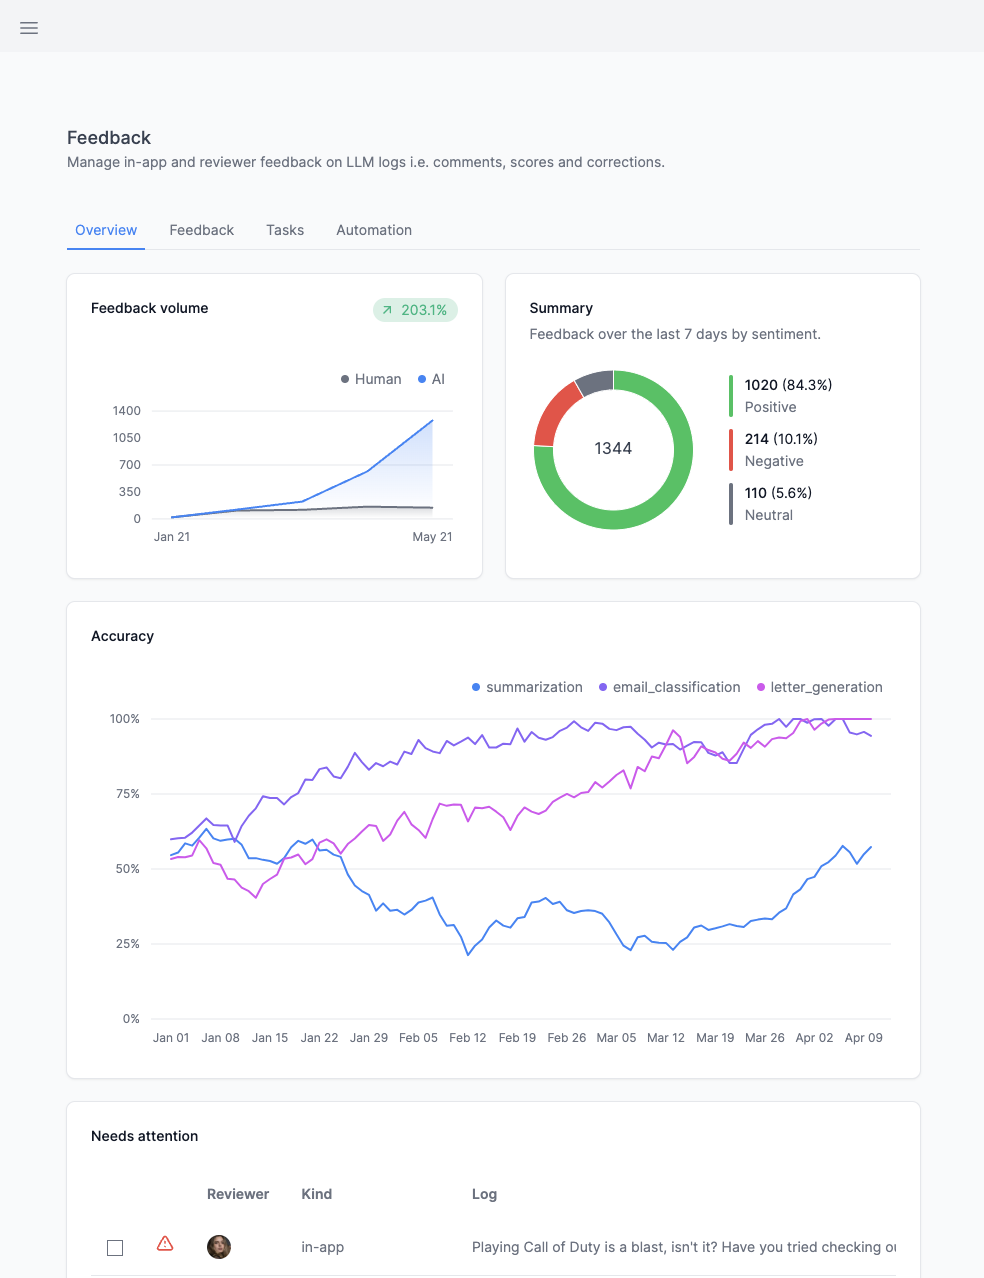 Feedback
Manage in-app and reviewer feedback on LLM logs i.e. comments, scores and corrections.
Overview
Feedback
Tasks
Automation
Feedback volume
203.1%
Human
AI
1400
1050
700
350
0
Jan 21
May 21
Summary
Feedback over the last 7 days by sentiment.
1344
1020 (84.3%)
Positive
214 (10.1%)
Negative
110 (5.6%)
Neutral
Accuracy
summarization
email_classification
letter_generation
100%
75%
50%
25%
0%
Jan 01
Jan 08
Jan 15
Jan 22
Jan 29
Feb 05
Feb 12
Feb 19
Feb 26
Mar 05
Mar 12
Mar 19
Mar 26
Apr 02
Apr 09
Needs attention
Reviewer
Kind
Log
in-app
Playing Call of Duty is a blast, isn't it? Have you tried checking